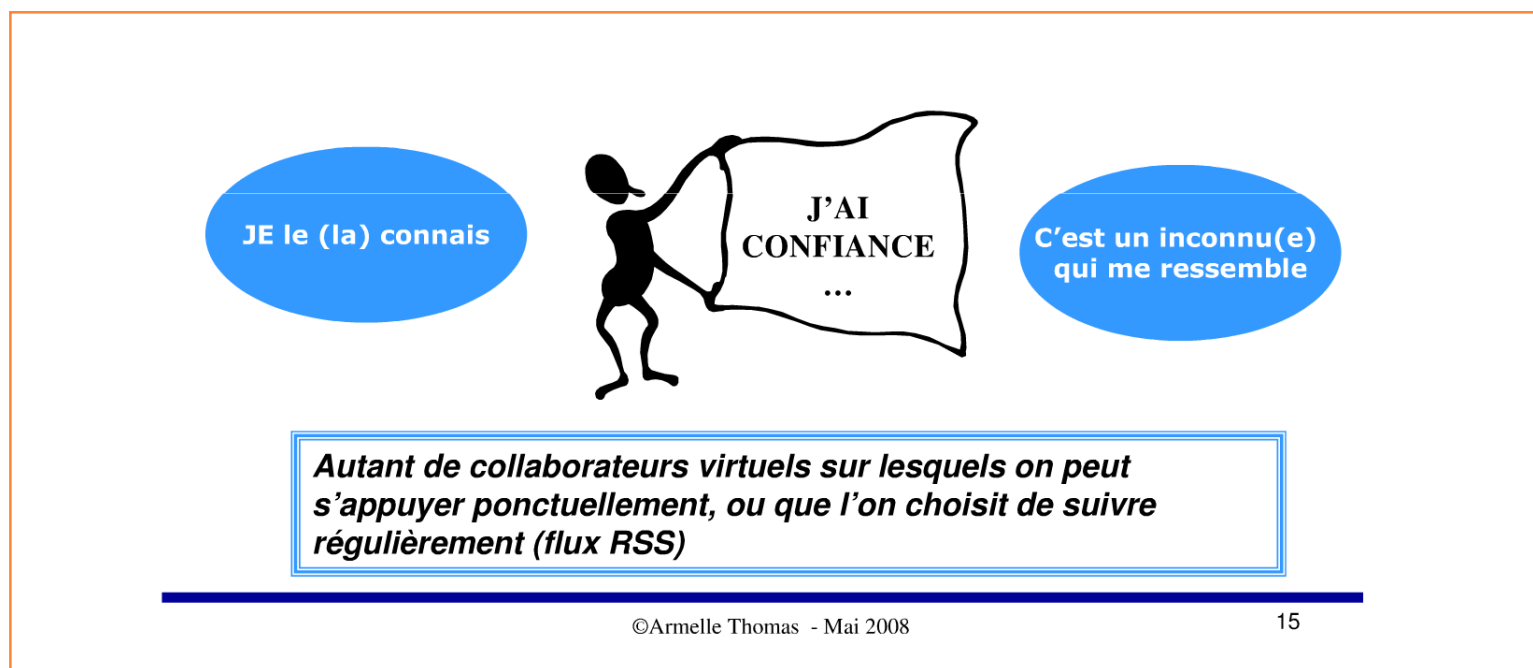 JE le (la) connais
J’AI
CONFIANCE
…
C’est un inconnu(e)
qui me ressemble
Autant de collaborateurs virtuels sur lesquels on peut
s’appuyer ponctuellement, ou que l’on choisit de suivre
régulièrement (flux RSS)
©Armelle Thomas - Mai 2008
15